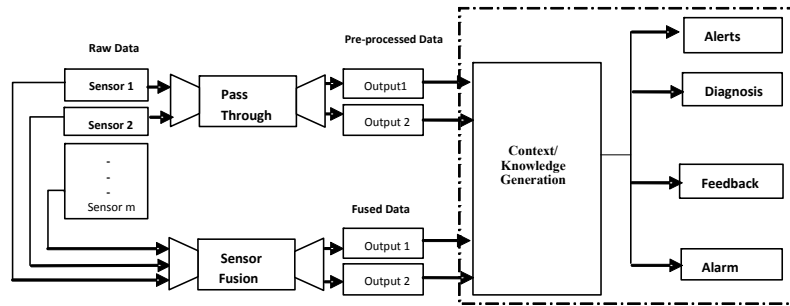 Raw Data
Pre-processed Data
Sensor 1
Sensor 2
-
-
-
Sensor m
Pass
Through
Output1
Output 2
Fused Data
Sensor
Fusion
Output 1
Output 2
Context/
Knowledge
Generation
Alerts
Diagnosis
Feedback
Alarm